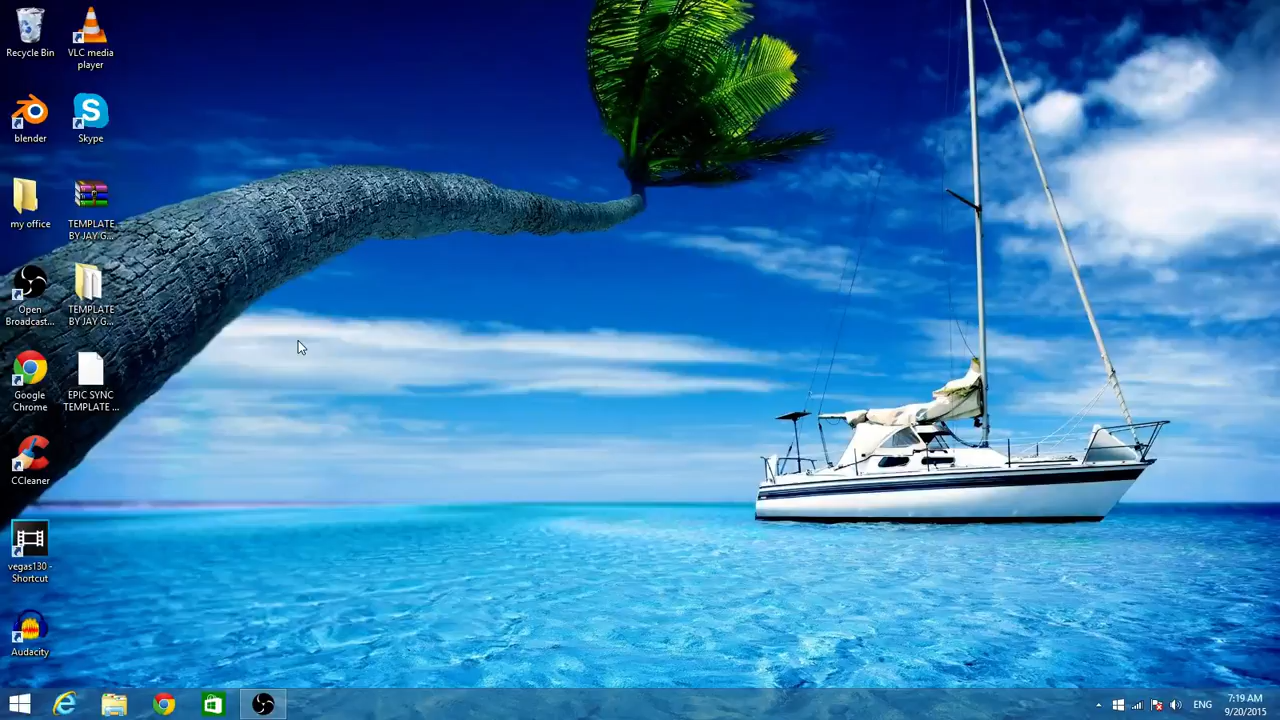 Recycle Bin
VLC media
player
blender
Skype
my office
TEMPLATE
BY JAY G...
Open
Broadcast...
TEMPLATE
BY JAY G...
Google
Chrome
EPIC SYNC
TEMPLATE ...
CCleaner
vegas130 -
Shortcut
Audacity
ENG
7:19 AM
9/20/2015